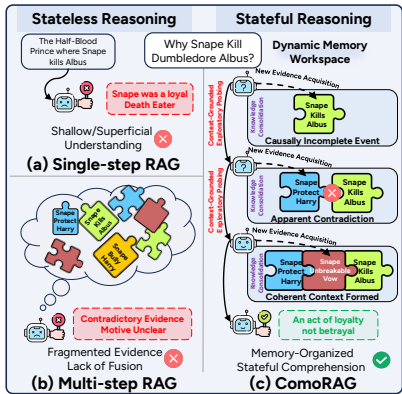 Stateless Reasoning
Stateful Reasoning
The Half-Blood
Prince where Snape
kills Albus
Why Snape Kill
Dumbledore Albus?
Dynamic Memory
Workspace
Snape was a loyal
Death Eater
Shallow/Superficial
Understanding
(a) Single-step RAG
Snape
Protect
Harry
Snape
Kills
Albus
Snape
Bully
Harry
Contradictory Evidence
Motive Unclear
Fragmented Evidence
Lack of Fusion
(b) Multi-step RAG
New Evidence Acquisition
Context-Grounded
Exploratory Probing
Knowledge
Consolidation
Snape
Kills
Albus
Causally Incomplete Event
New Evidence Acquisition
Context-Grounded
Exploratory Probing
Knowledge
Consolidation
Snape
Protect
Harry
Snape
Kills
Albus
Apparent Contradiction
New Evidence Acquisition
Knowledge
Consolidation
Snape
Protect
Harry
Snape
Unbreakable
Vow
Snape
Kills
Albus
Coherent Context Formed
An act of loyalty
not betrayal
Memory-Organized
Stateful Comprehension
(c) ComoRAG